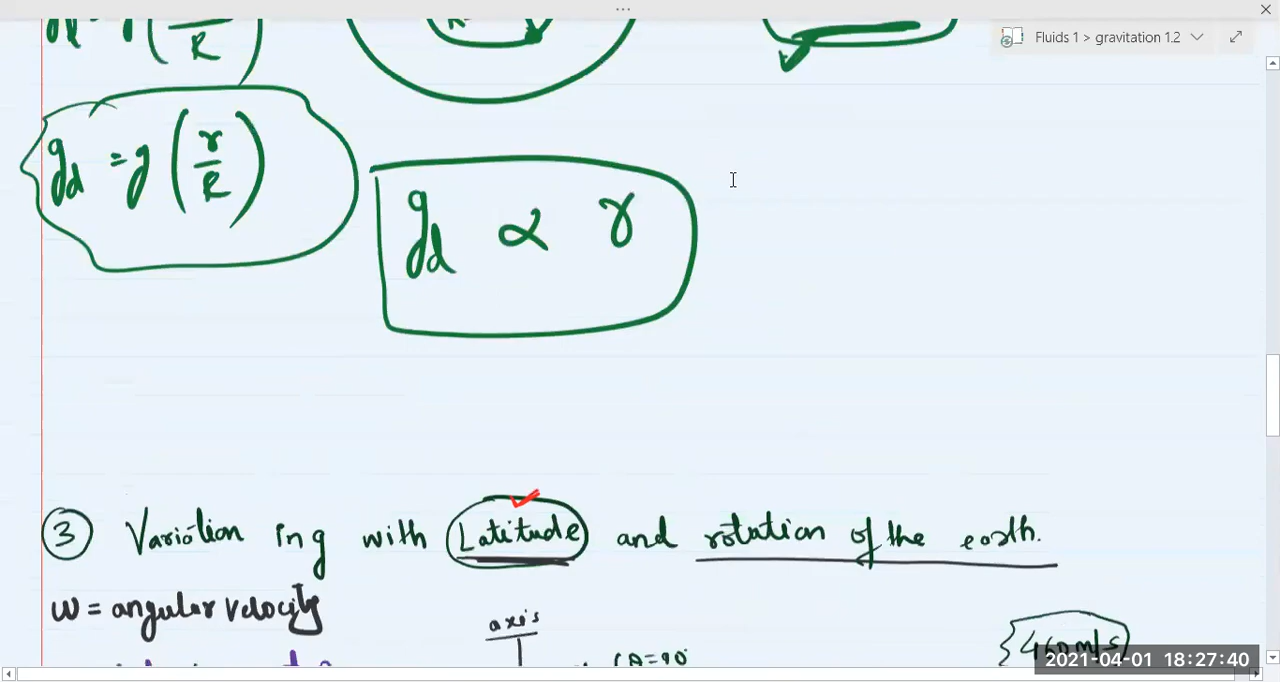 Fluids 1 > gravitation 1.2
R
gd = g (r/R)
gd ∝ r
③ Variation in g with Latitude and rotation of the earth.
ω = angular velocity
axis
460 m/s
2021-04-01 18:27:40